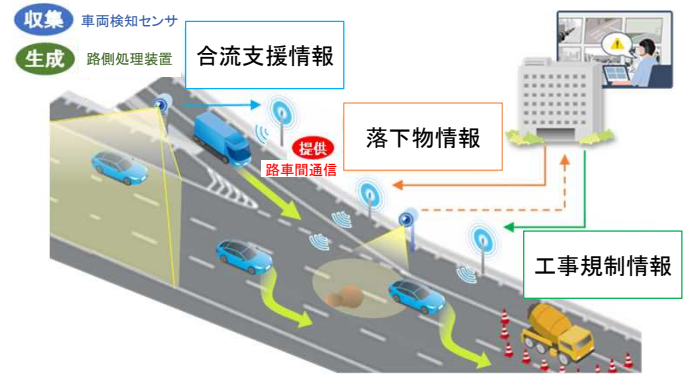 収集 車両検知センサ
生成 路側処理装置
合流支援情報
提供
路車間通信
落下物情報
工事規制情報